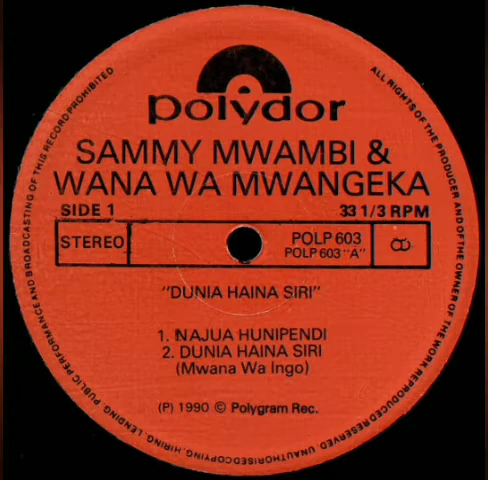 polydor
SAMMY MWAMBI &
WANA WA MWANGEKA
SIDE 1
33 1/3 RPM
STEREO
POLP 603
POLP 603 "A"
"DUNIA HAINA SIRI"
1. NAJUA HUNIPENDI
2. DUNIA HAINA SIRI
(Mwana Wa Ingo)
(P) 1990 © Polygram Rec.
ALL RIGHTS OF THE PRODUCER AND OF THE OWNER OF THE WORK REPRODUCED RESERVED. UNAUTHORISED COPYING, HIRING, LENDING, PUBLIC PERFORMANCE AND BROADCASTING OF THIS RECORD PROHIBITED